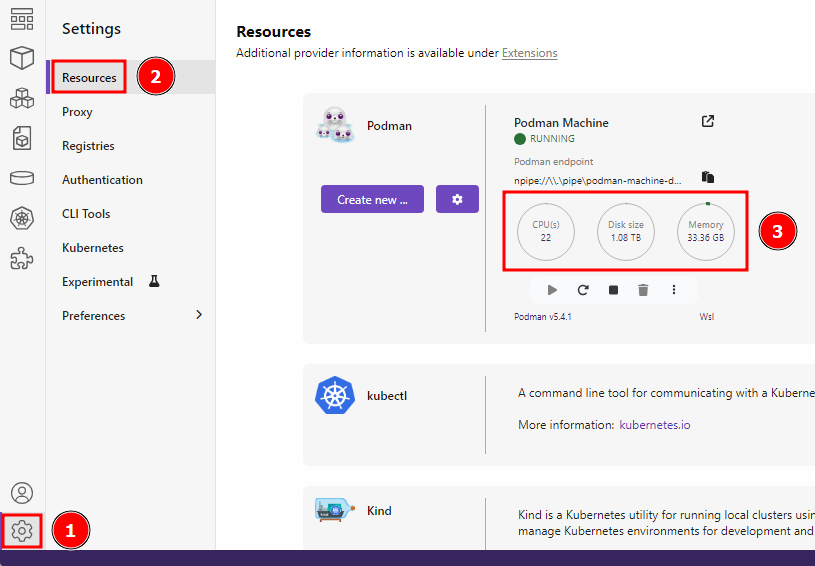 Settings
Resources
2
Proxy
Registries
Authentication
CLI Tools
Kubernetes
Experimental
Preferences
1
Resources
Additional provider information is available under Extensions
Podman
Create new ...
Podman Machine
RUNNING
Podman endpoint
npipe://\\.\pipe\podman-machine-d...
CPU(s)
22
Disk size
1.08 TB
Memory
33.36 GB
3
Podman v5.4.1
Wsl
kubectl
A command line tool for communicating with a Kuberne
More information: kubernetes.io
Kind
Kind is a Kubernetes utility for running local clusters usin
manage Kubernetes environments for development and